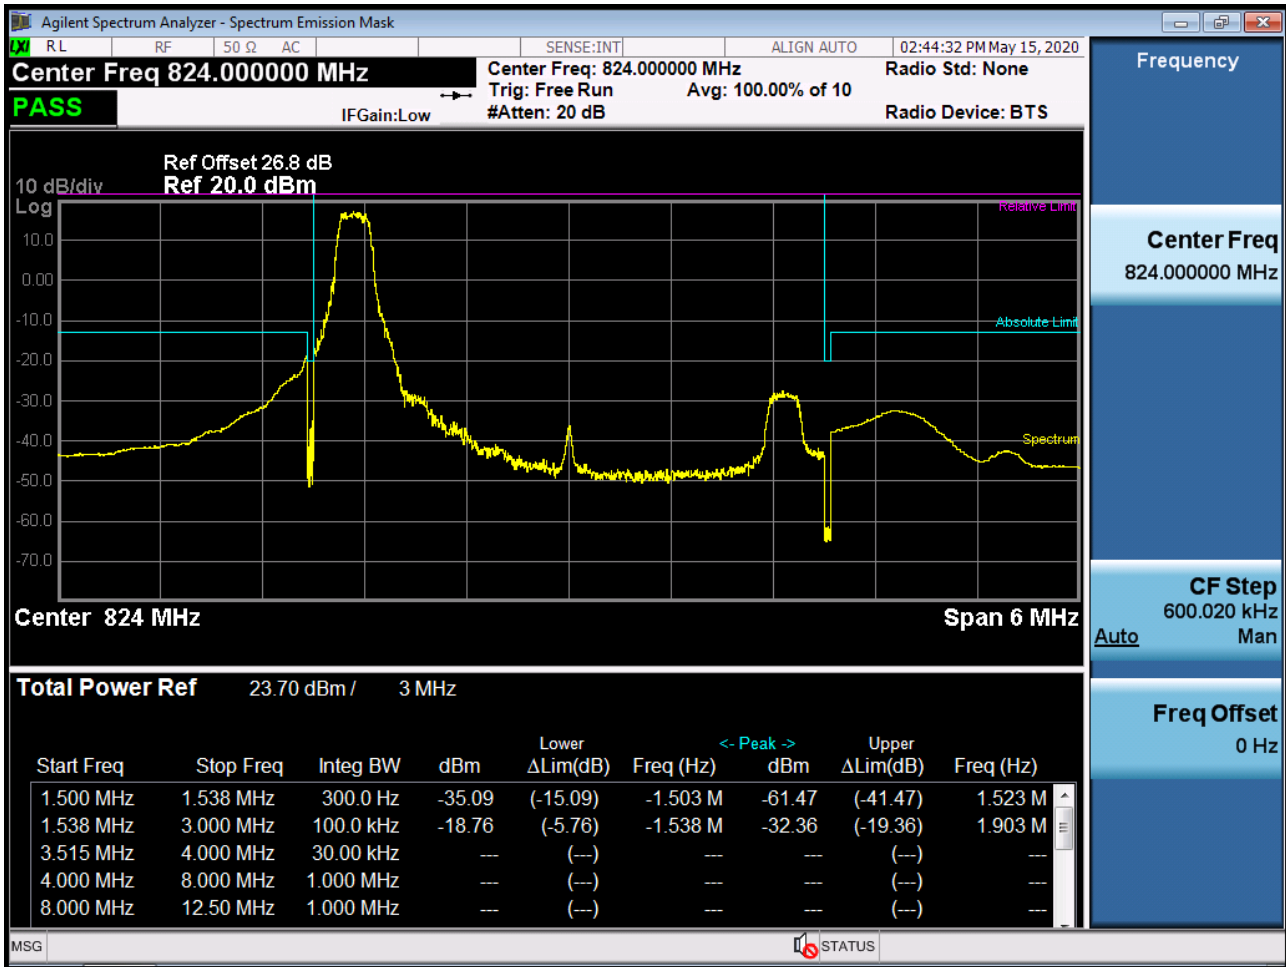 Agilent Spectrum Analyzer - Spectrum Emission Mask
LXI RL RF 50 Ω AC SENSE:INT ALIGN AUTO 02:44:32 PM May 15, 2020
Center Freq 824.000000 MHz
Center Freq: 824.000000 MHz
Radio Std: None
Trig: Free Run
Avg: 100.00% of 10
PASS
IFGain:Low
#Atten: 20 dB
Radio Device: BTS
Ref Offset 26.8 dB
10 dB/div Ref 20.0 dBm
Log
Relative Limit
10.0
0.00
-10.0
Absolute Limit
-20.0
-30.0
-40.0
Spectrum
-50.0
-60.0
-70.0
Center 824 MHz Span 6 MHz
Total Power Ref 23.70 dBm / 3 MHz
Lower <- Peak -> Upper
Start Freq Stop Freq Integ BW dBm ΔLim(dB) Freq (Hz) dBm ΔLim(dB) Freq (Hz)
1.500 MHz 1.538 MHz 300.0 Hz -35.09 (-15.09) -1.503 M -61.47 (-41.47) 1.523 M
1.538 MHz 3.000 MHz 100.0 kHz -18.76 (-5.76) -1.538 M -32.36 (-19.36) 1.903 M
3.515 MHz 4.000 MHz 30.00 kHz --- (---) --- --- (---) ---
4.000 MHz 8.000 MHz 1.000 MHz --- (---) --- --- (---) ---
8.000 MHz 12.50 MHz 1.000 MHz --- (---) --- --- (---) ---
MSG STATUS
Frequency
Center Freq
824.000000 MHz
CF Step
600.020 kHz
Auto Man
Freq Offset
0 Hz